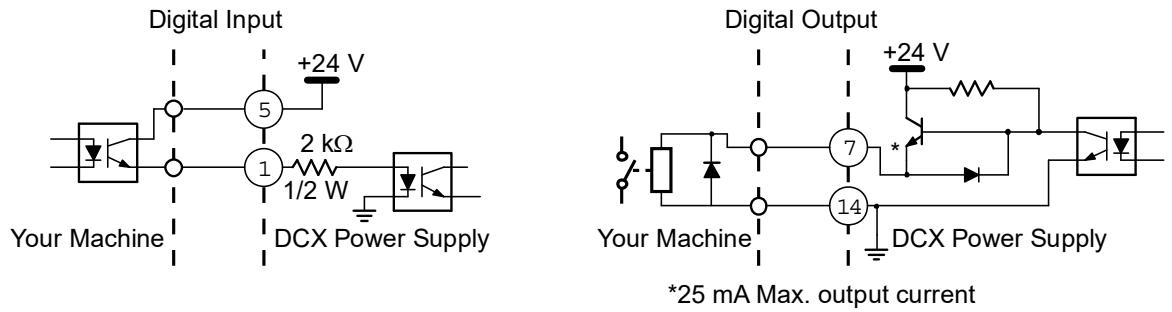 Digital Input
+24 V
5
1
2 kΩ
1/2 W
Your Machine
DCX Power Supply
Digital Output
+24 V
*
7
14
Your Machine
DCX Power Supply
*25 mA Max. output current